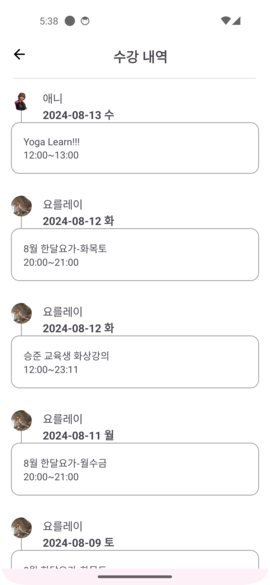 5:38
수강 내역
애니
2024-08-13 수
Yoga Learn!!!
12:00~13:00
요를레이
2024-08-12 화
8월 한달요가-화목토
20:00~21:00
요를레이
2024-08-12 화
승준 교육생 화상강의
12:00~23:11
요를레이
2024-08-11 월
8월 한달요가-월수금
20:00~21:00
요를레이
2024-08-09 토